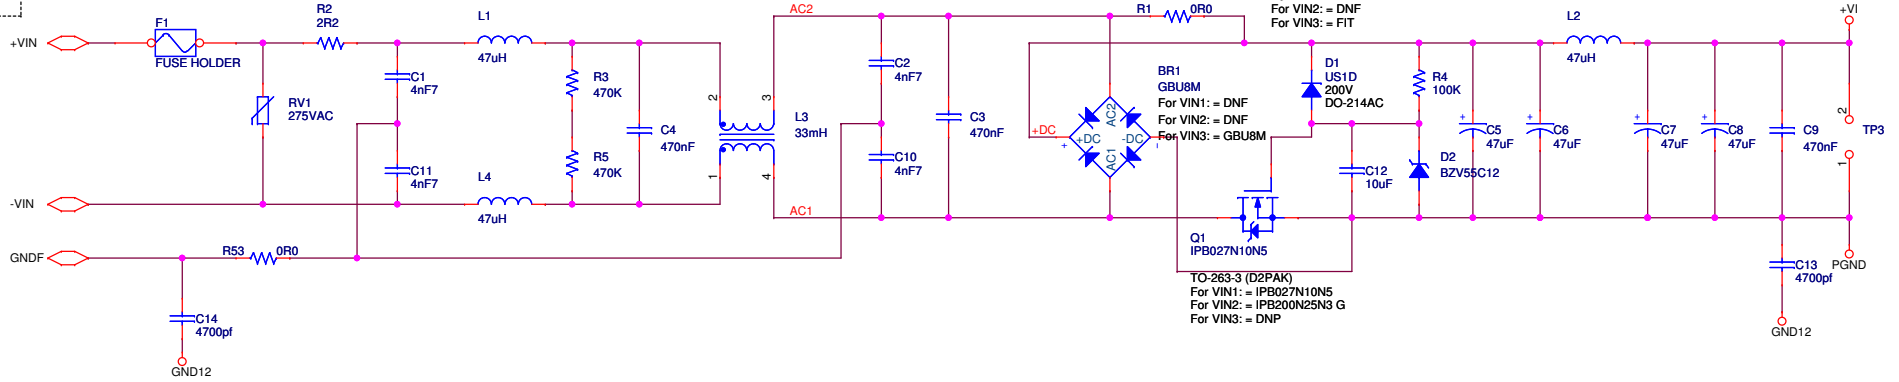 AC2
R1 0R0
For VIN2: = DNF
For VIN3: = FIT
+VI
F1
R2
2R2
L1
L2
+VIN
FUSE HOLDER
47uH
47uH
C1
4nF7
R3
470K
C2
4nF7
BR1
GBU8M
For VIN1: = DNF
For VIN2: = DNF
For VIN3: = GBU8M
D1
US1D
200V
DO-214AC
R4
100K
RV1
275VAC
2
3
L3
33mH
C3
470nF
AC2
+DC
+DC
-DC
+
-
AC1
+
C5
47uF
+
C6
47uF
+
C7
47uF
+
C8
47uF
C9
470nF
2
TP3
1
C4
470nF
C11
4nF7
R5
470K
C10
4nF7
C12
10uF
D2
BZV55C12
1
4
-VIN
L4
47uH
AC1
Q1
IPB027N10N5
GNDF
R53 0R0
C13
4700pf
PGND
TO-263-3 (D2PAK)
For VIN1: = IPB027N10N5
For VIN2: = IPB200N25N3 G
For VIN3: = DNP
C14
4700pf
GND12
GND12